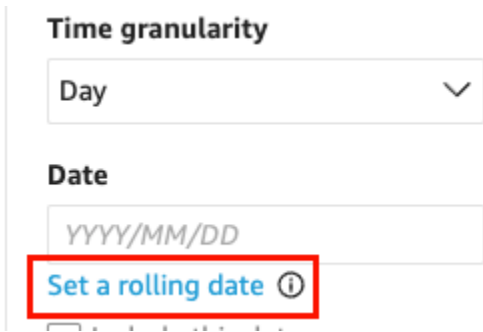 Time granularity
Day
Date
YYYY/MM/DD
Set a rolling date